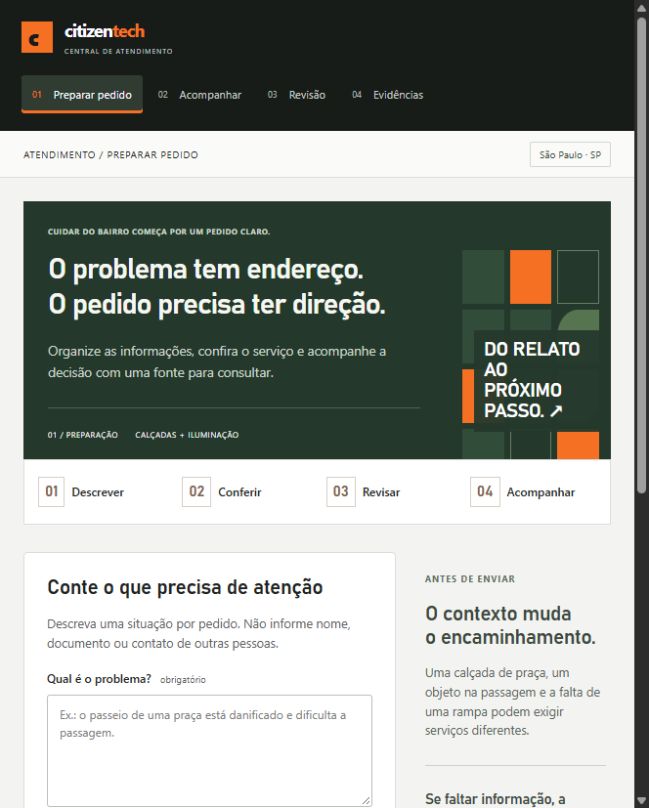 c
citizentech
CENTRAL DE ATENDIMENTO
01 Preparar pedido 02 Acompanhar 03 Revisão 04 Evidências
ATENDIMENTO / PREPARAR PEDIDO
São Paulo · SP
CUIDAR DO BAIRRO COMEÇA POR UM PEDIDO CLARO.
O problema tem endereço.
O pedido precisa ter direção.
Organize as informações, confira o serviço e acompanhe a
decisão com uma fonte para consultar.
01 / PREPARAÇÃO CALÇADAS + ILUMINAÇÃO
DO RELATO
AO
PRÓXIMO
PASSO. ↗
01 Descrever 02 Conferir 03 Revisar 04 Acompanhar
Conte o que precisa de atenção
Descreva uma situação por pedido. Não informe nome,
documento ou contato de outras pessoas.
Qual é o problema? obrigatório
Ex.: o passeio de uma praça está danificado e dificulta a
passagem.
ANTES DE ENVIAR
O contexto muda
o encaminhamento.
Uma calçada de praça, um
objeto na passagem e a falta de
uma rampa podem exigir
serviços diferentes.
Se faltar informação, a